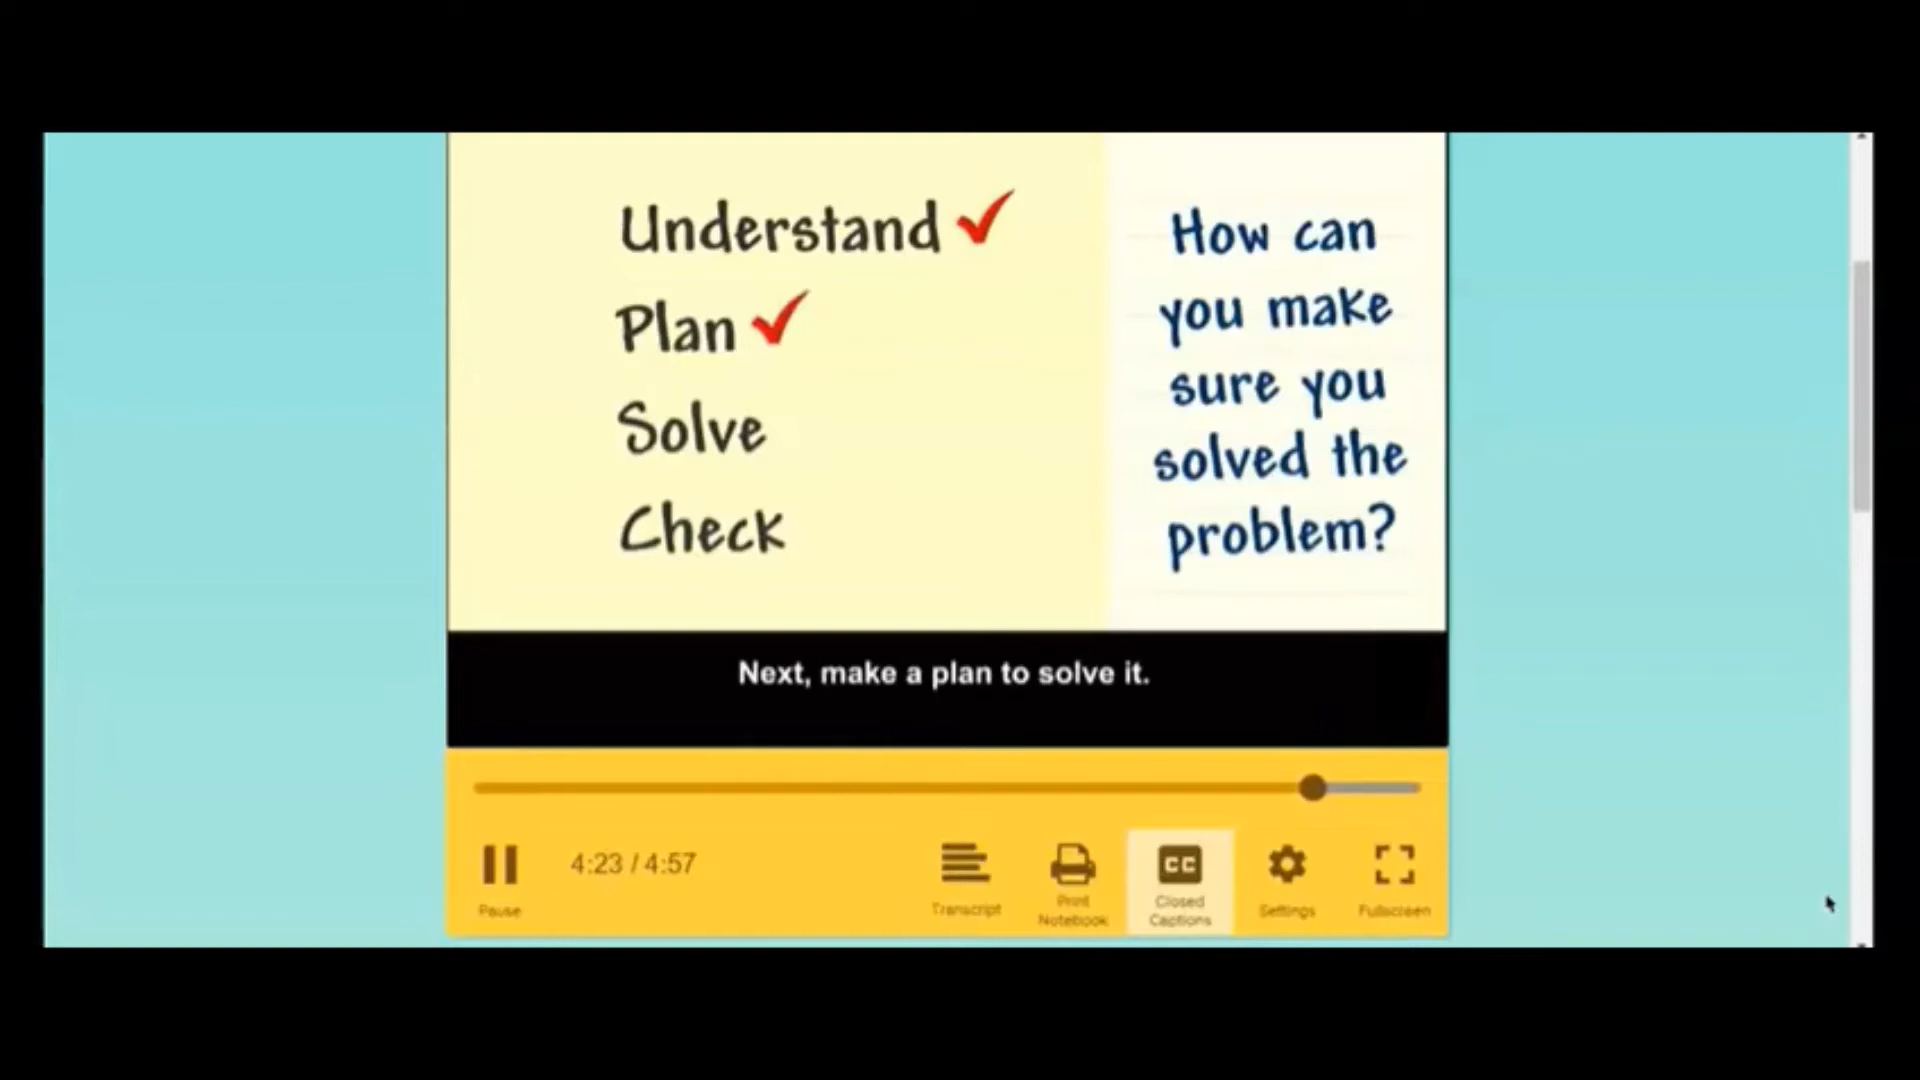 Understand
Plan
Solve
Check
How can
you make
sure you
solved the
problem?
Next, make a plan to solve it.
4:23 / 4:57
Pause
Transcript
Print
Notebook
CC
Closed
Captions
Settings
Fullscreen